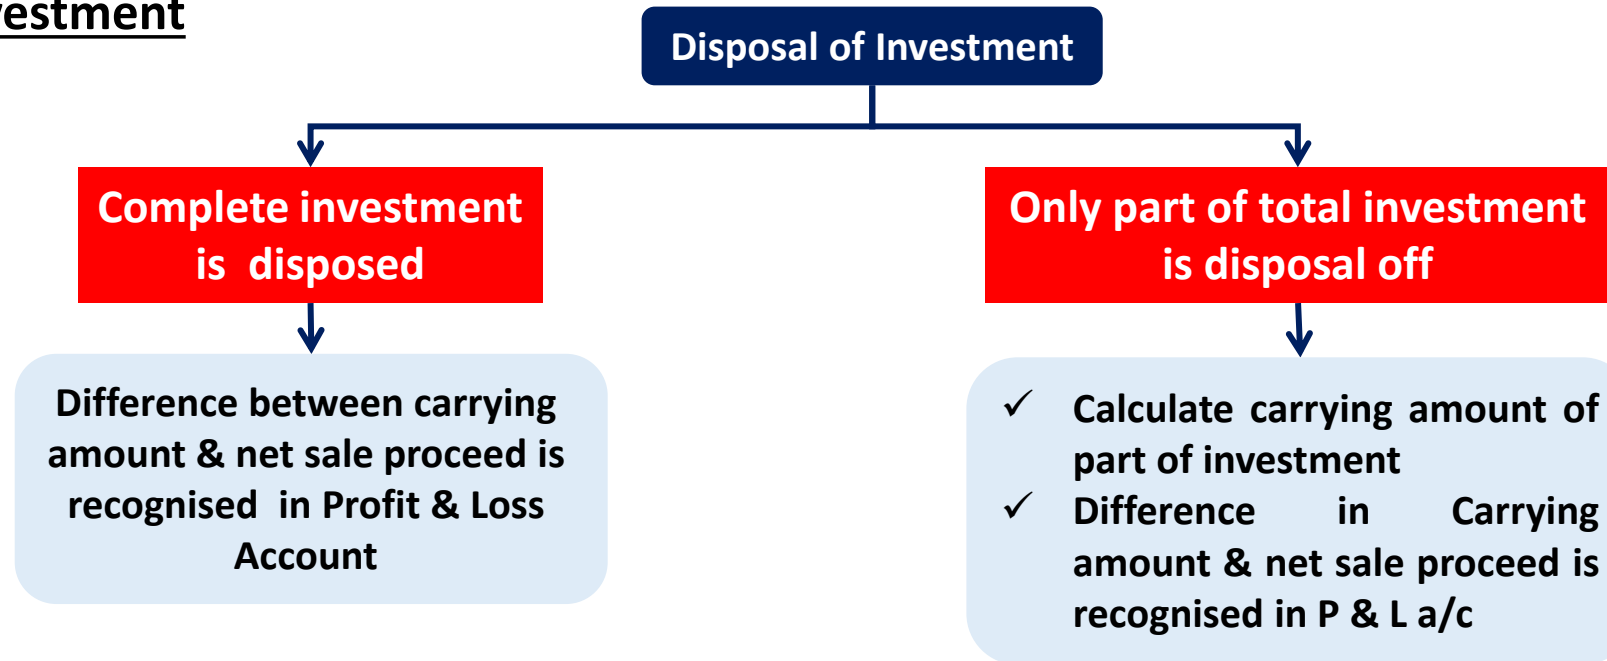 vestment
Disposal of Investment
Complete investment
is disposed
Only part of total investment
is disposal off
Difference between carrying
amount & net sale proceed is
recognised in Profit & Loss
Account
✓ Calculate carrying amount of
part of investment
✓ Difference in Carrying
amount & net sale proceed is
recognised in P & L a/c